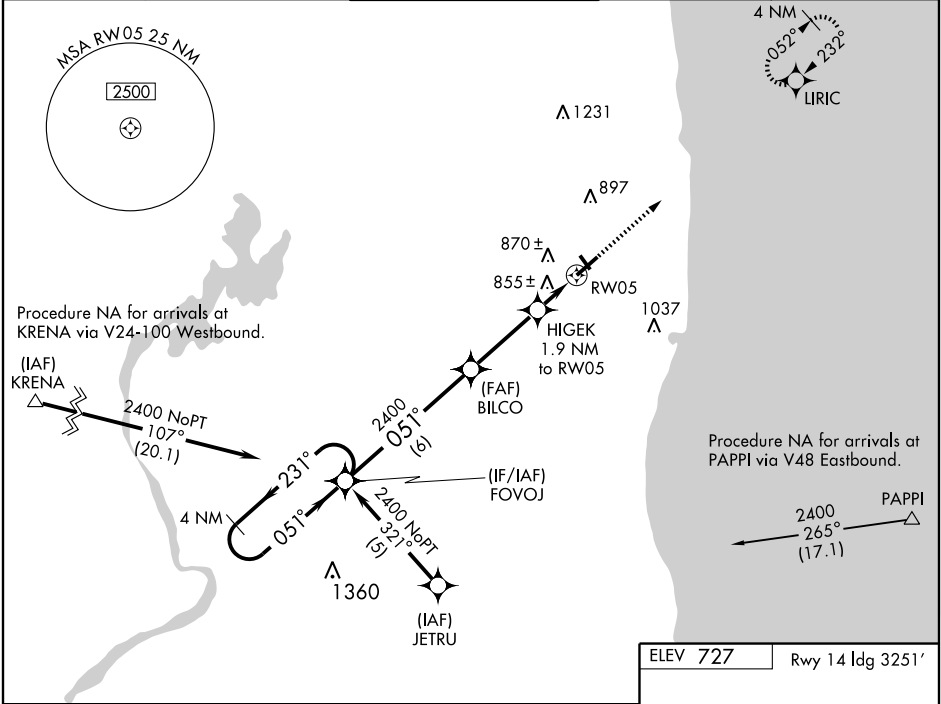 MSA RW05 25 NM
2500
4 NM
052°
232°
LIRIC
1231
897
870±
855±
RW05
1037
HIGEK
1.9 NM
to RW05
Procedure NA for arrivals at
KRENA via V24-100 Westbound.
(IAF)
KRENA
2400 NoPT
107°
(20.1)
(FAF)
BILCO
2400
051°
(6)
231°
051°
4 NM
(IF/IAF)
FOVOJ
2400 NoPT
321°
(5)
1360
(IAF)
JETRU
Procedure NA for arrivals at
PAPPI via V48 Eastbound.
PAPPI
2400
265°
(17.1)
ELEV 727
Rwy 14 ldg 3251'